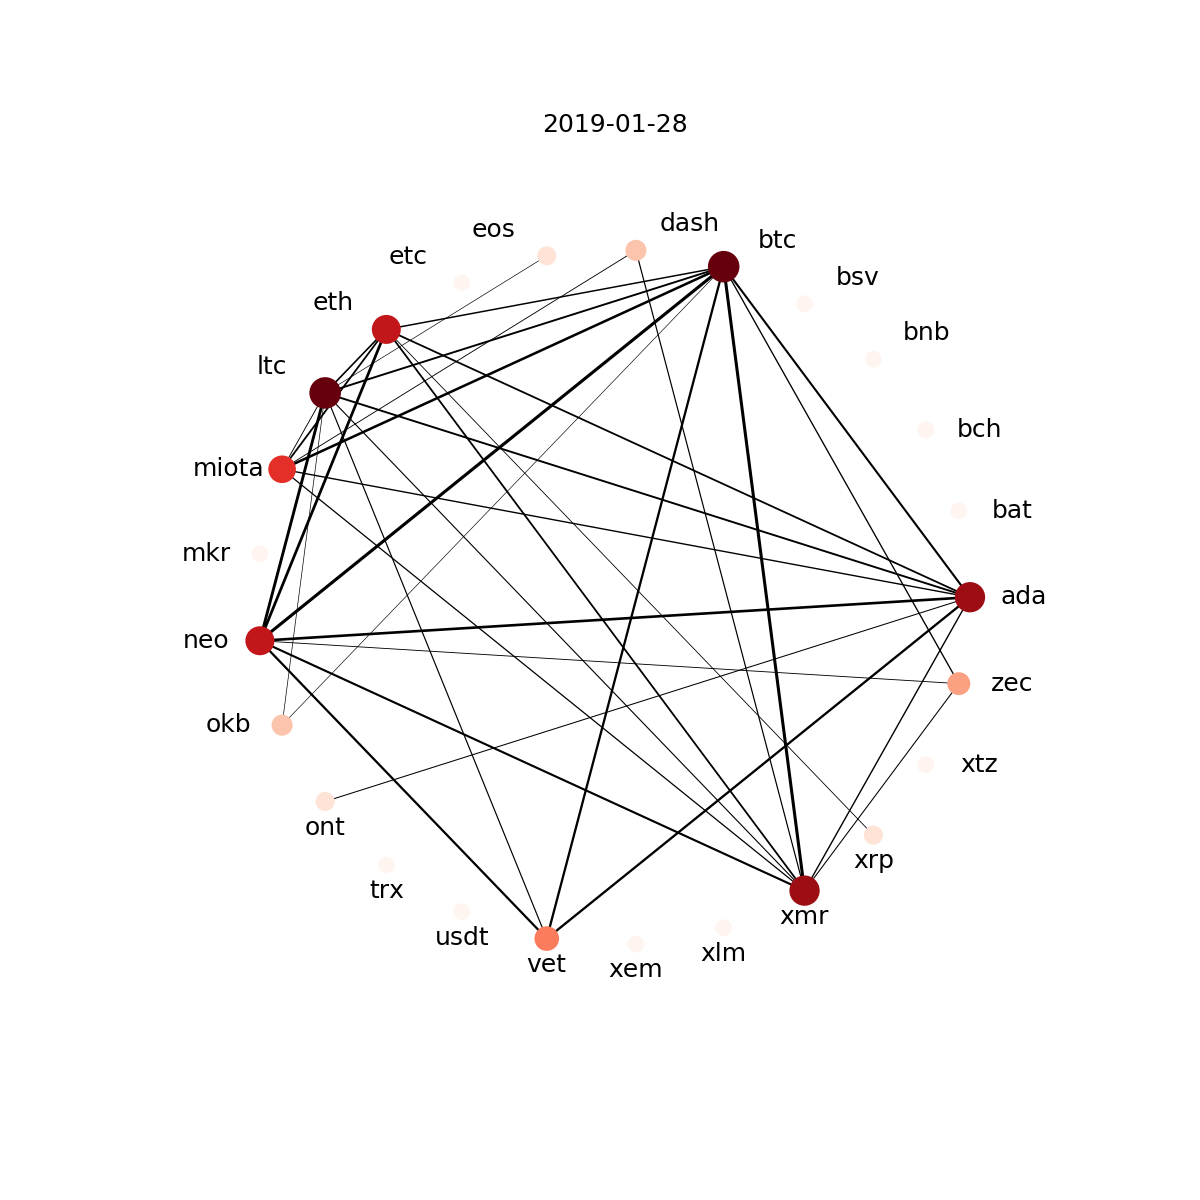 2019-01-28
dash
eos
btc
etc
bsv
eth
bnb
ltc
bch
miota
bat
mkr
ada
neo
zec
okb
xtz
ont
xrp
trx
xmr
usdt
xlm
vet
xem